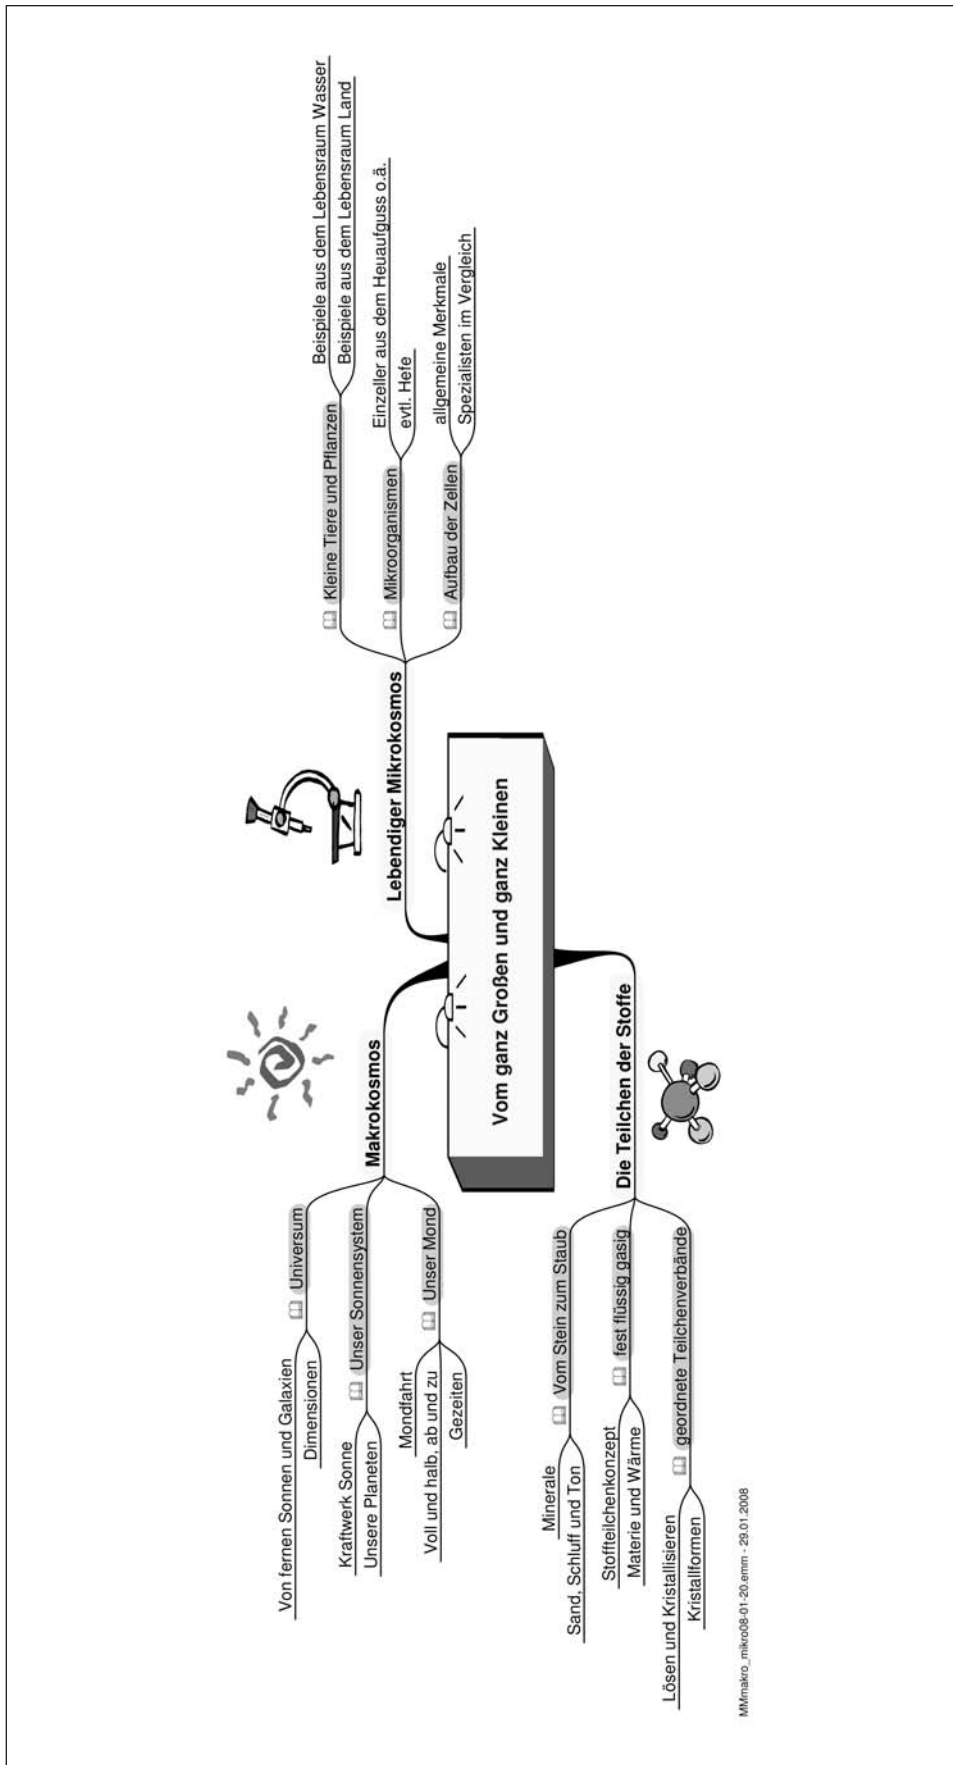 Vom ganz Großen und ganz Kleinen
Makrokosmos
Universum
Von fernen Sonnen und Galaxien
Dimensionen
Unser Sonnensystem
Kraftwerk Sonne
Unsere Planeten
Unser Mond
Mondfahrt
Voll und halb, ab und zu
Gezeiten
Lebendiger Mikrokosmos
Kleine Tiere und Pflanzen
Beispiele aus dem Lebensraum Wasser
Beispiele aus dem Lebensraum Land
Mikroorganismen
Einzeller aus dem Heuaufguss o.ä.
evtl. Hefe
Aufbau der Zellen
allgemeine Merkmale
Spezialisten im Vergleich
Die Teilchen der Stoffe
Vom Stein zum Staub
Minerale
Sand, Schluff und Ton
fest flüssig gasig
Stoffteilchenkonzept
Materie und Wärme
geordnete Teilchenverbände
Lösen und Kristallisieren
Kristallformen
MMmakro_mikro08-01-20.emm - 29.01.2008